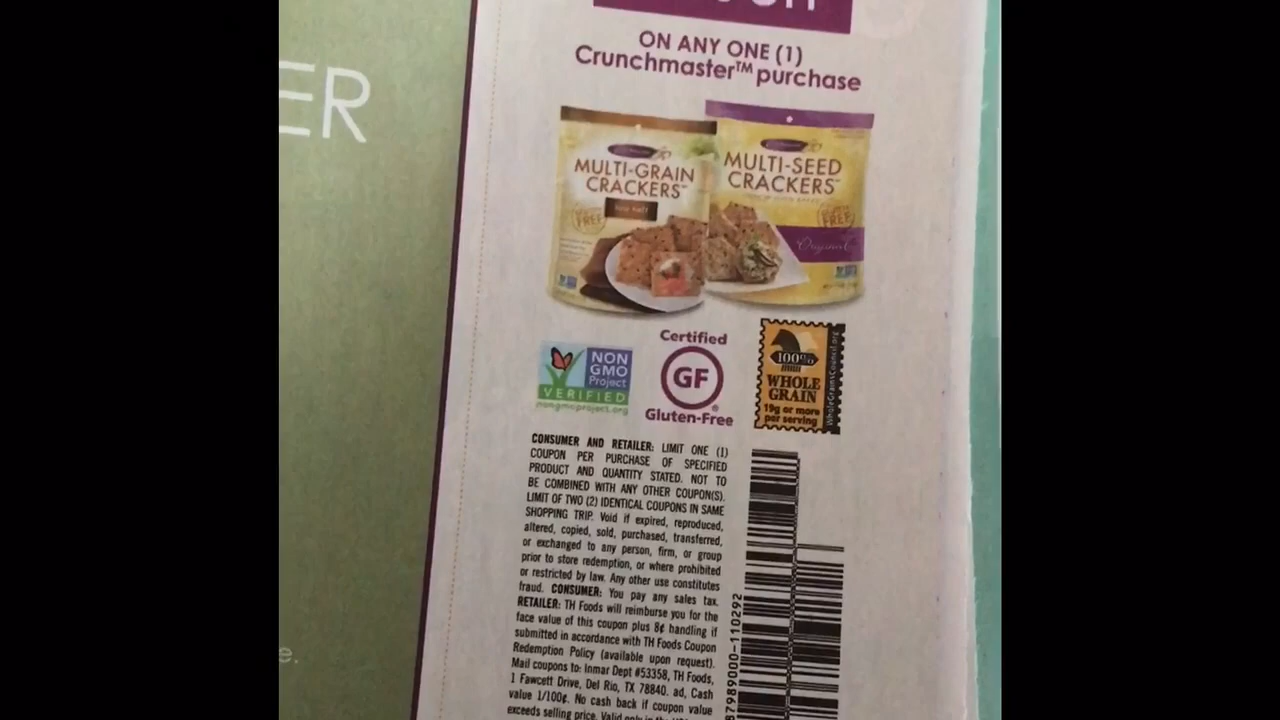 ER
ON ANY ONE (1)
Crunchmaster™ purchase
MULTI-GRAIN
CRACKERS™
SEA SALT
FREE
MULTI-SEED
CRACKERS™
FREE
Original
Certified
GF
®
Gluten-Free
NON
GMO
Project
VERIFIED
nongmoproject.org
100%
WHOLE
GRAIN
19g or more
per serving
WholeGrainsCouncil.org
CONSUMER AND RETAILER: LIMIT ONE (1)
COUPON PER PURCHASE OF SPECIFIED
PRODUCT AND QUANTITY STATED. NOT TO
BE COMBINED WITH ANY OTHER COUPON(S).
LIMIT OF TWO (2) IDENTICAL COUPONS IN SAME
SHOPPING TRIP. Void if expired, reproduced,
altered, copied, sold, purchased, transferred,
or exchanged to any person, firm, or group
prior to store redemption, or where prohibited
or restricted by law. Any other use constitutes
fraud. CONSUMER: You pay any sales tax.
RETAILER: TH Foods will reimburse you for the
face value of this coupon plus 8¢ handling if
submitted in accordance with TH Foods Coupon
Redemption Policy (available upon request).
Mail coupons to: Inmar Dept #53358, TH Foods,
1 Fawcett Drive, Del Rio, TX 78840. ad, Cash
value 1/100¢. No cash back if coupon value
exceeds selling price. Valid only in the
87989000-110292
e.